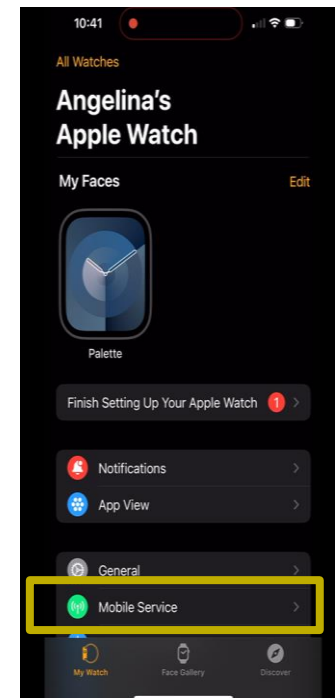 10:41
All Watches
Angelina's
Apple Watch
My Faces
Edit
Palette
Finish Setting Up Your Apple Watch 1
Notifications
App View
General
Mobile Service
My Watch
Face Gallery
Discover